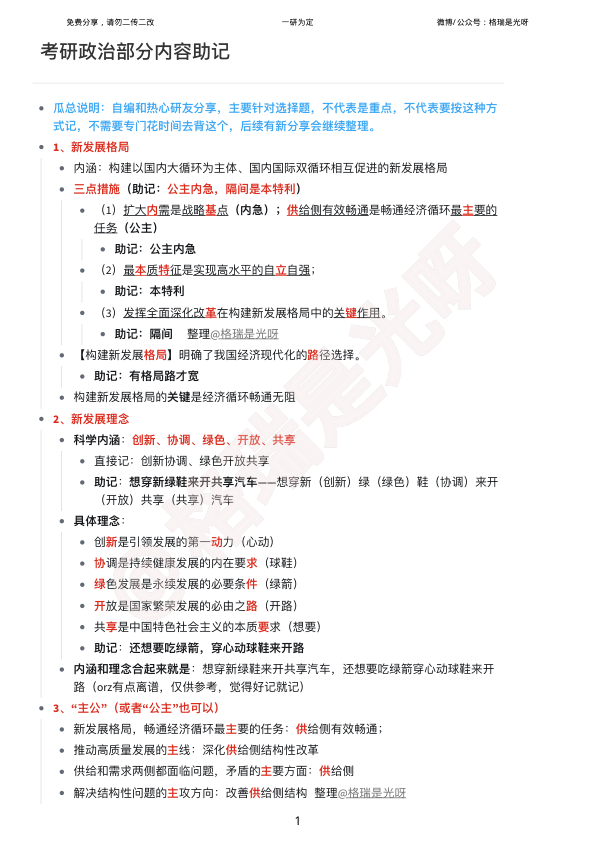 免费分享，请勿二传二改
一研为定
微博/公众号：格瑞是光呀
考研政治部分内容助记
瓜总说明：自编和热心研友分享，主要针对选择题，不代表是重点，不代表要按这种方
式记，不需要专门花时间去背这个，后续有新分享会继续整理。
1、新发展格局
内涵：构建以国内大循环为主体、国内国际双循环相互促进的新发展格局
三点措施（助记：公主内急，隔间是本特利）
（1）扩大内需是战略基点（内急）；供给侧有效畅通是畅通经济循环最主要的
任务（公主）
助记：公主内急
（2）最本质特征是实现高水平的自立自强；
助记：本特利
（3）发挥全面深化改革在构建新发展格局中的关键作用。
助记：隔间 整理@格瑞是光呀
【构建新发展格局】明确了我国经济现代化的路径选择。
助记：有格局路才宽
构建新发展格局的关键是经济循环畅通无阻
2、新发展理念
科学内涵：创新、协调、绿色、开放、共享
直接记：创新协调、绿色开放共享
助记：想穿新绿鞋来开共享汽车——想穿新（创新）绿（绿色）鞋（协调）来开
（开放）共享（共享）汽车
具体理念：
创新是引领发展的第一动力（心动）
协调是持续健康发展的内在要求（球鞋）
绿色发展是永续发展的必要条件（绿箭）
开放是国家繁荣发展的必由之路（开路）
共享是中国特色社会主义的本质要求（想要）
助记：还想要吃绿箭，穿心动球鞋来开路
内涵和理念合起来就是：想穿新绿鞋来开共享汽车，还想要吃绿箭穿心动球鞋来开
路（orz有点离谱，仅供参考，觉得好记就记）
3、“主公”（或者“公主”也可以）
新发展格局，畅通经济循环最主要的任务：供给侧有效畅通；
推动高质量发展的主线：深化供给侧结构性改革
供给和需求两侧都面临问题，矛盾的主要方面：供给侧
解决结构性问题的主攻方向：改善供给侧结构 整理@格瑞是光呀
@格瑞是光呀
1